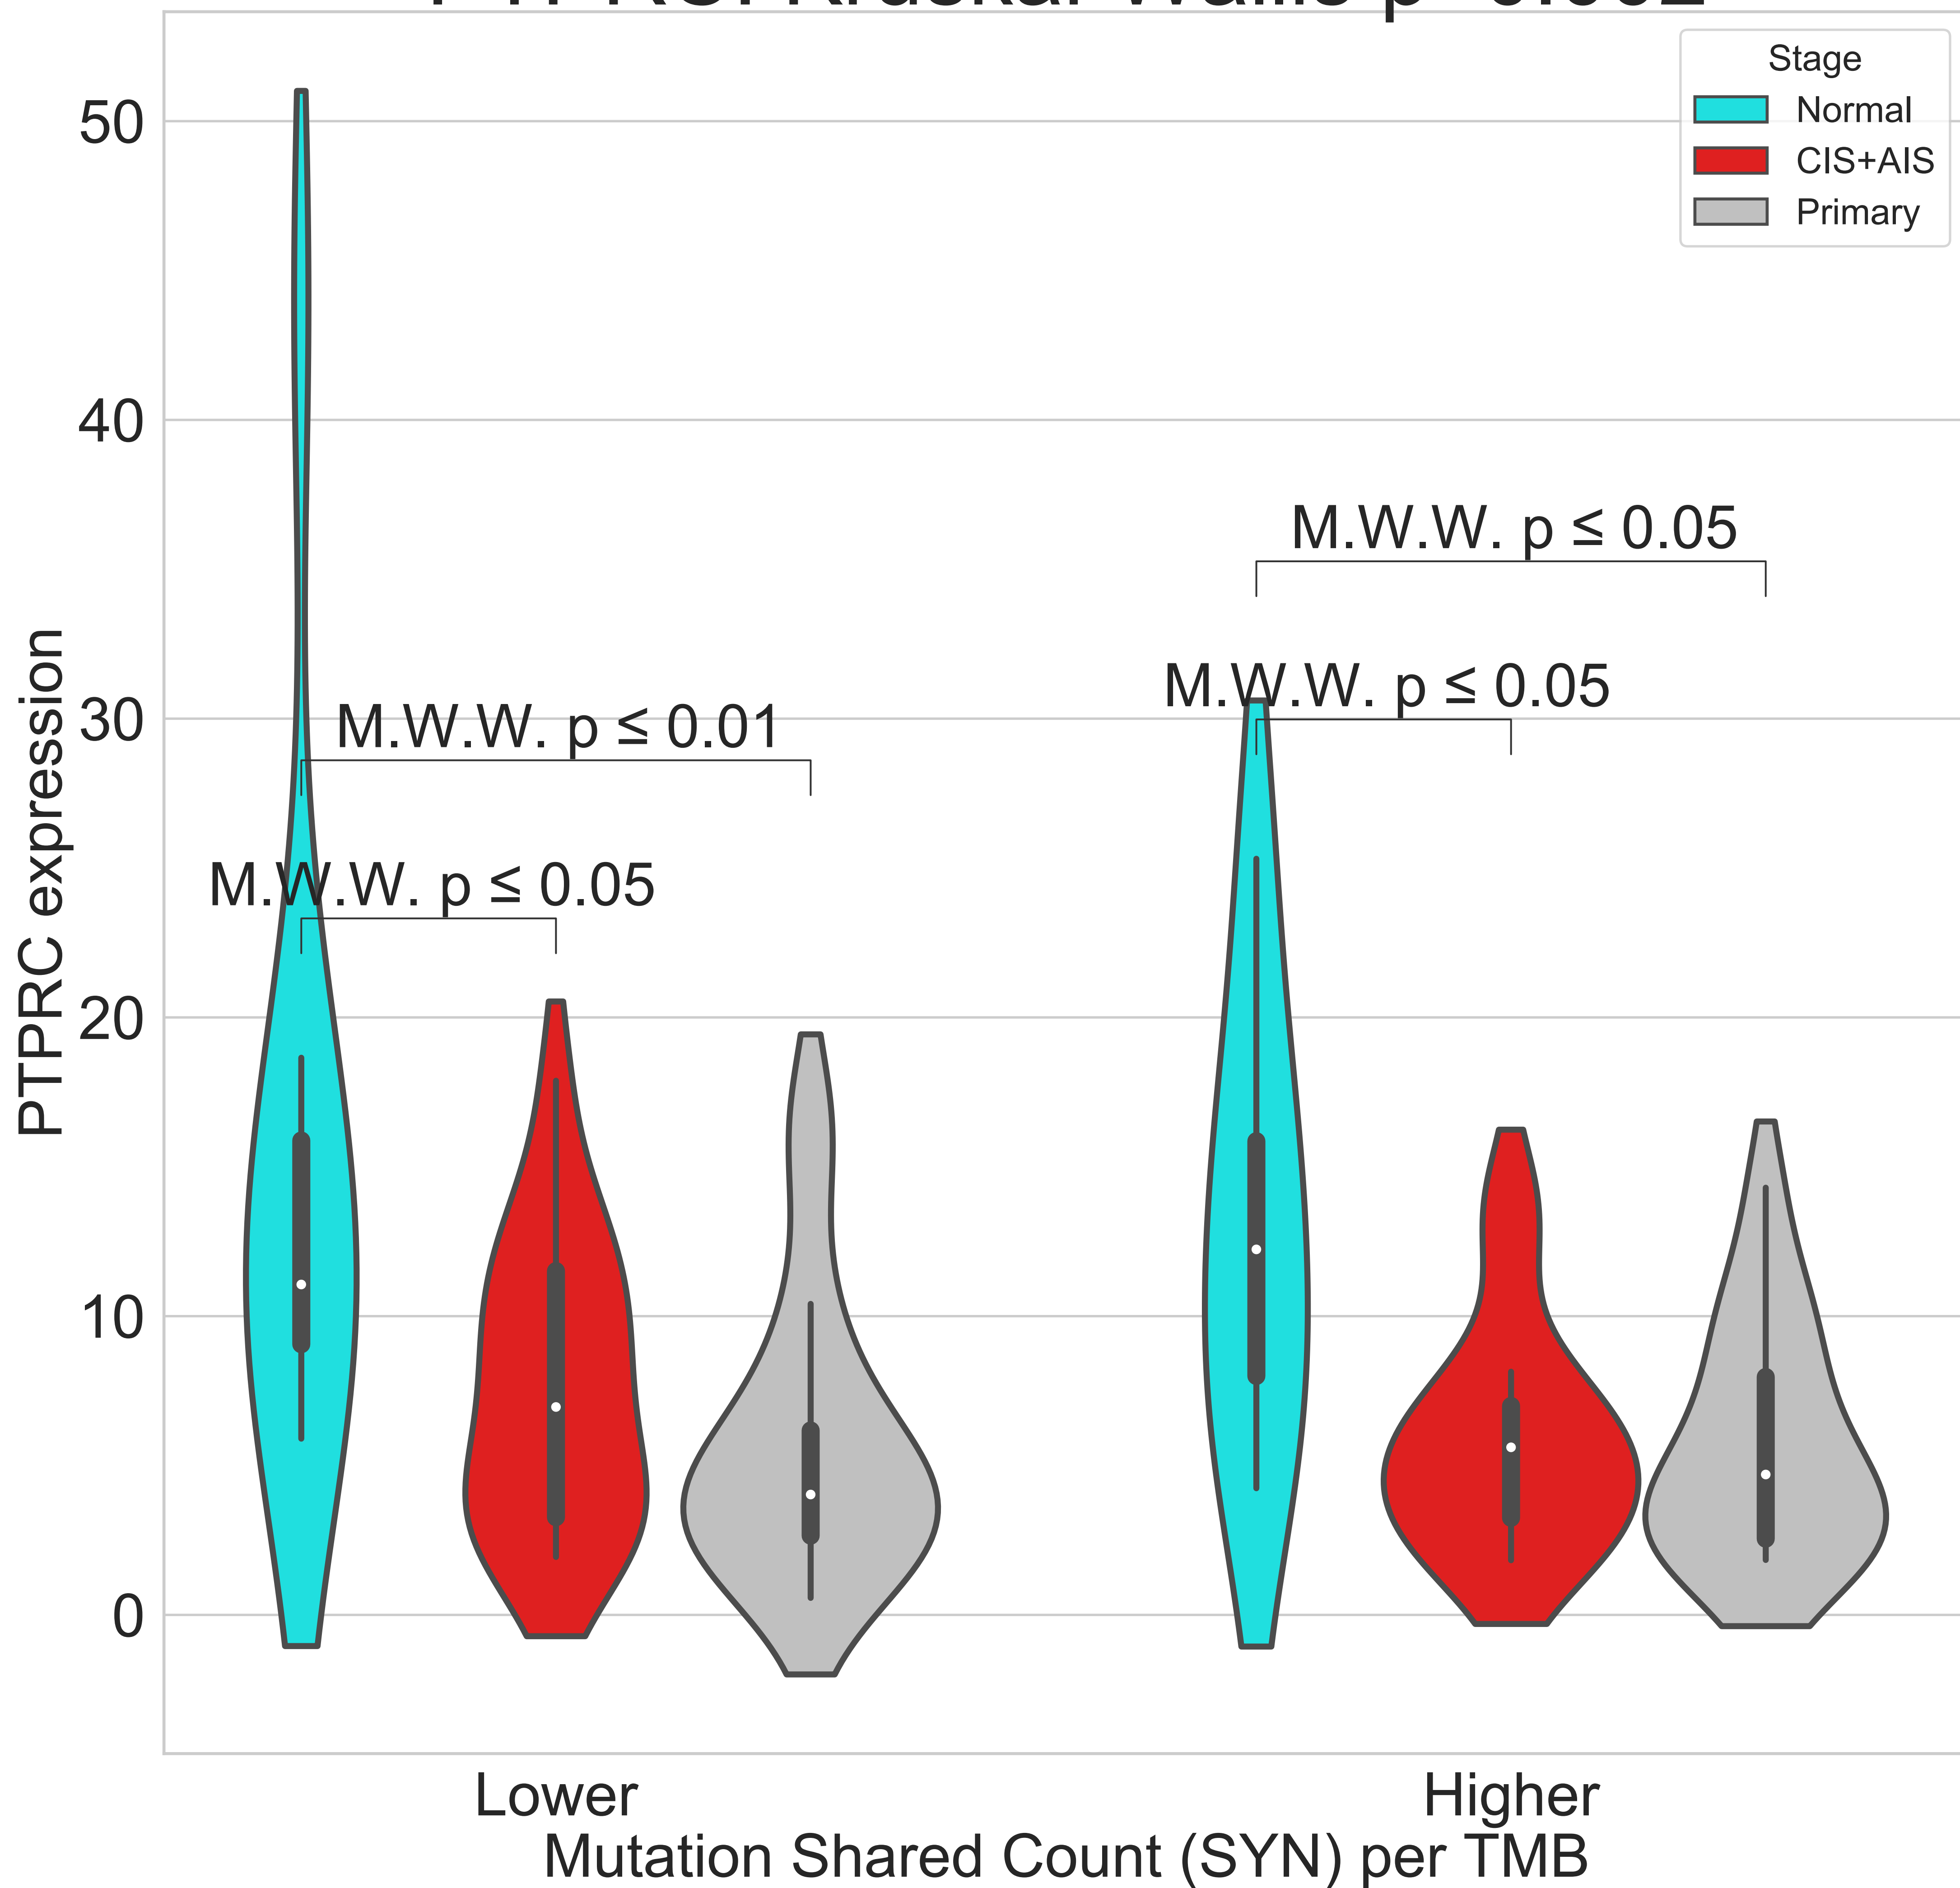 Stage
Normal
CIS+AIS
Primary
50
40
30
20
10
0
PTPRC expression
M.W.W. p ≤ 0.05
M.W.W. p ≤ 0.05
M.W.W. p ≤ 0.01
M.W.W. p ≤ 0.05
Lower
Higher
Mutation Shared Count (SYN) per TMB